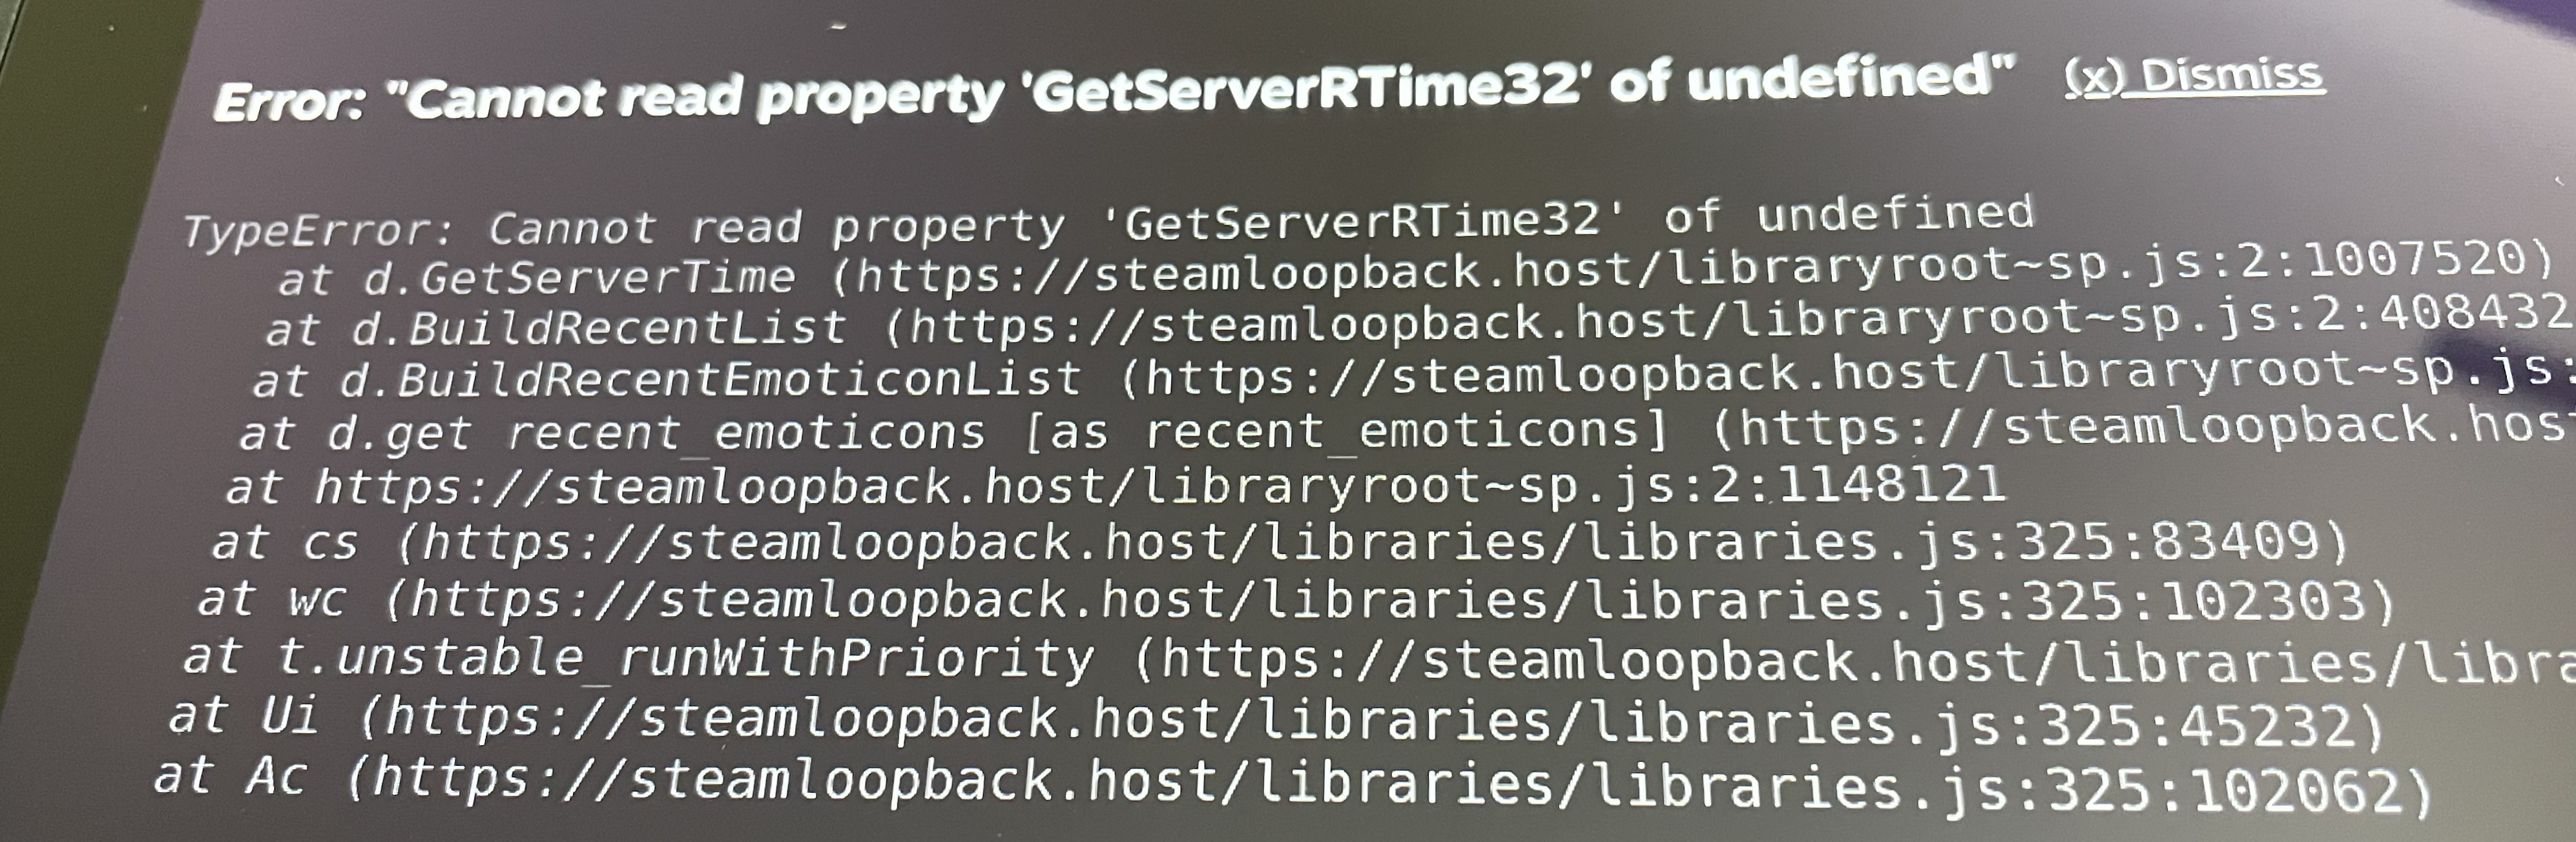 Error: "Cannot read property 'GetServerRTime32' of undefined" (x) Dismiss
TypeError: Cannot read property 'GetServerRTime32' of undefined
at d.GetServerTime (https://steamloopback.host/libraryroot~sp.js:2:1007520)
at d.BuildRecentList (https://steamloopback.host/libraryroot~sp.js:2:408432
at d.BuildRecentEmoticonList (https://steamloopback.host/libraryroot~sp.js:
at d.get recent_emoticons [as recent_emoticons] (https://steamloopback.hos
at https://steamloopback.host/libraryroot~sp.js:2:1148121
at cs (https://steamloopback.host/libraries/libraries.js:325:83409)
at wc (https://steamloopback.host/libraries/libraries.js:325:102303)
at t.unstable_runWithPriority (https://steamloopback.host/libraries/libra
at Ui (https://steamloopback.host/libraries/libraries.js:325:45232)
at Ac (https://steamloopback.host/libraries/libraries.js:325:102062)